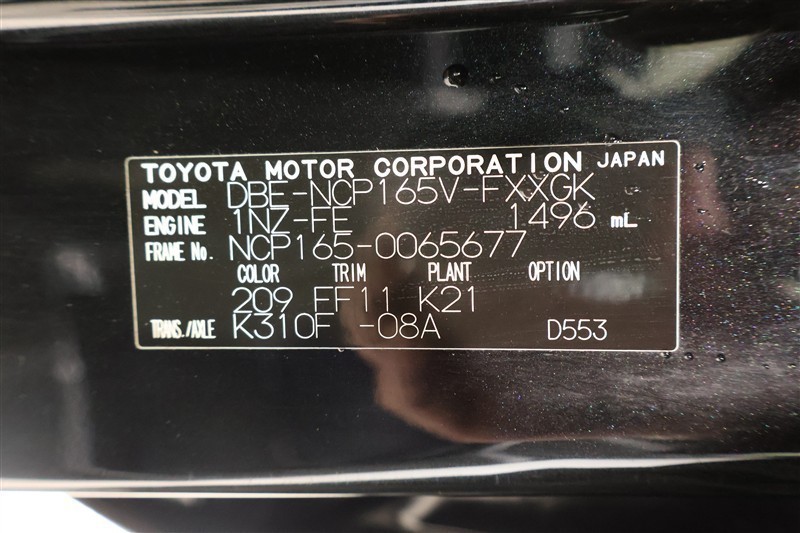 TOYOTA MOTOR CORPORATION JAPAN
MODEL DBE-NCP165V-FXXGK
ENGINE 1NZ-FE 1496 mL
FRAME No. NCP165-0065677
COLOR TRIM PLANT OPTION
209 FF11 K21
TRANS./AXLE K310F -08A D553